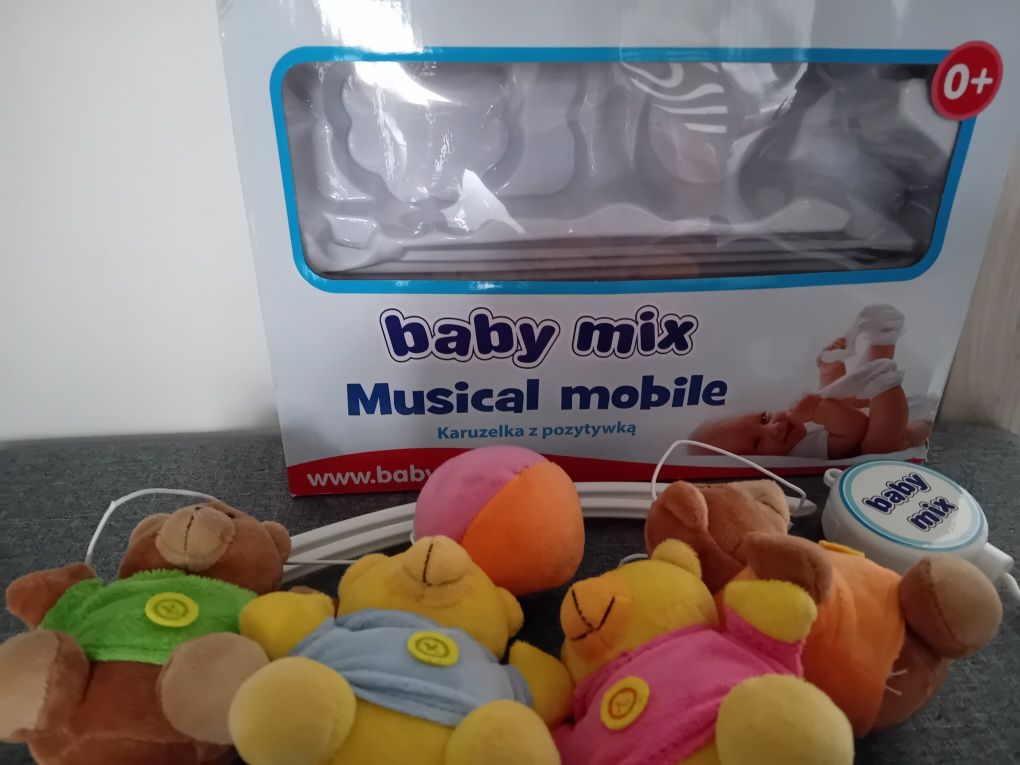 0+
baby mix
Musical mobile
Karuzelka z pozytywką
www.baby
baby
mix